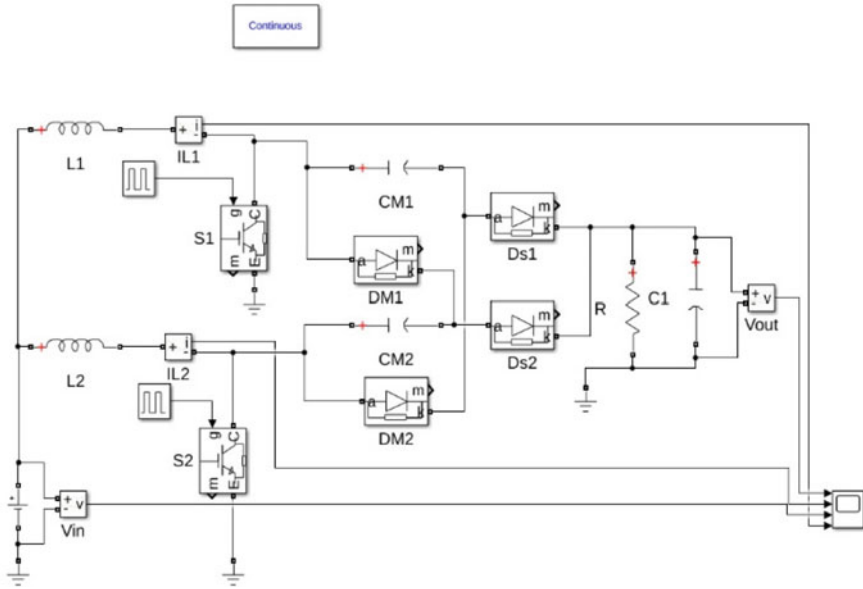 Continuous
L1
+
i
-
IL1
g
C
m
E
S1
CM1
a
m
k
DM1
a
m
k
Ds1
L2
+
i
-
IL2
g
C
m
E
S2
CM2
a
m
k
DM2
a
m
k
Ds2
R
C1
+
-
v
Vout
+
-
v
Vin